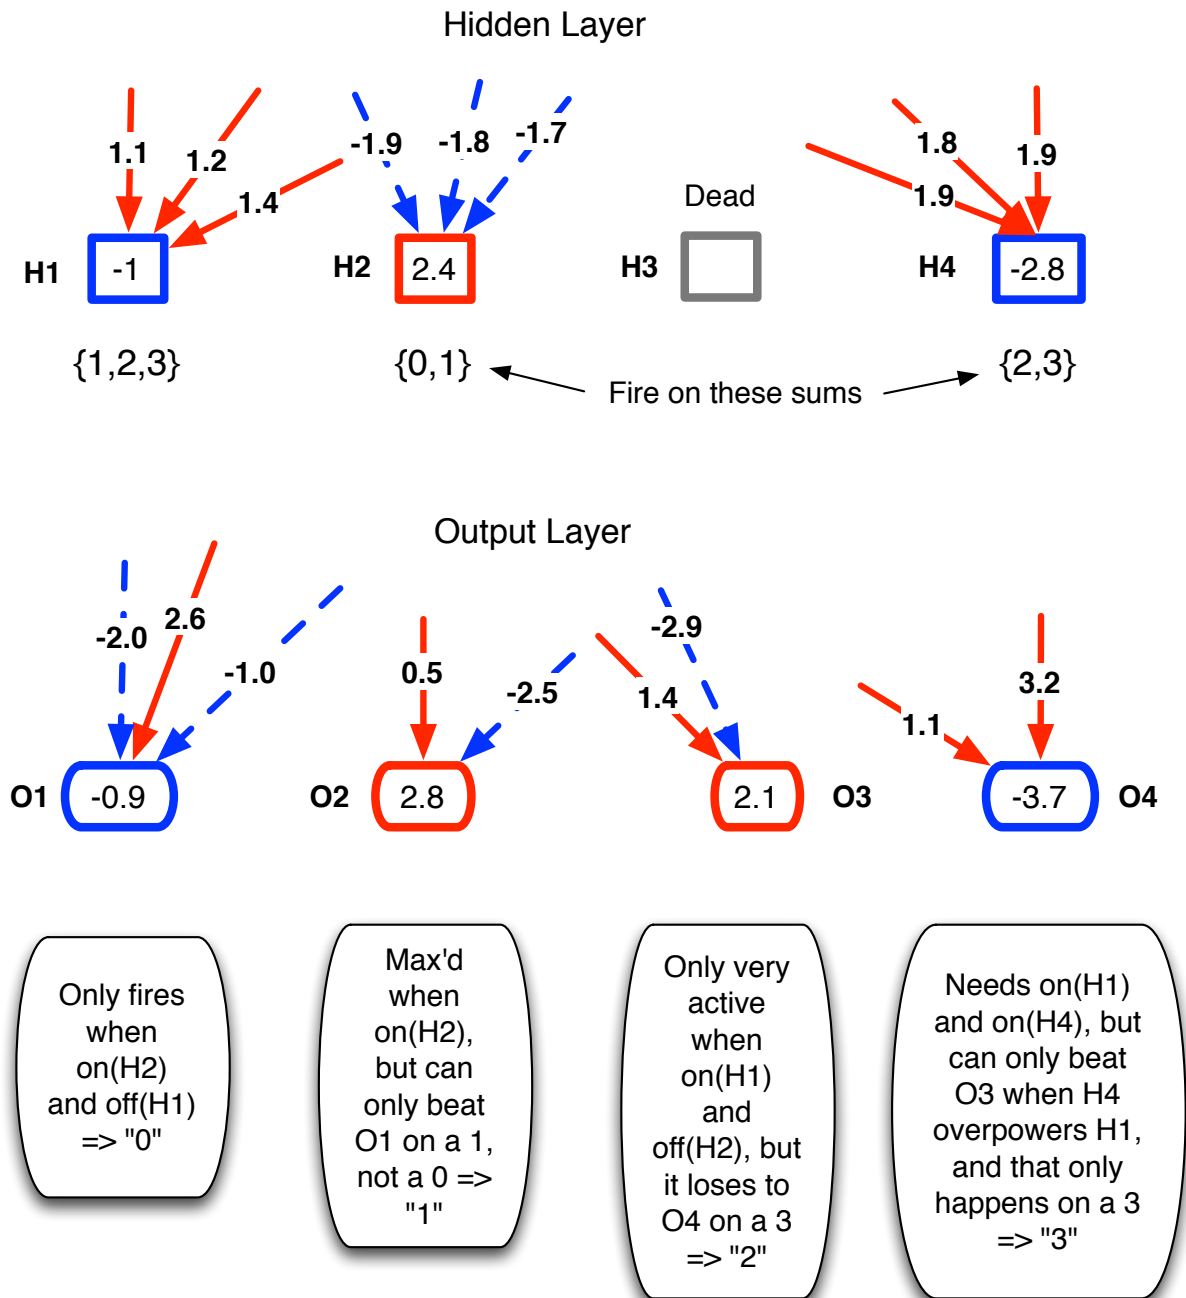 Hidden Layer
1.1
1.2
1.4
-1.9
-1.8
-1.7
1.8
1.9
1.9
Dead
H1
-1
H2
2.4
H3
H4
-2.8
{1,2,3}
{0,1}
{2,3}
Fire on these sums
Output Layer
-2.0
2.6
-1.0
0.5
-2.5
-2.9
1.4
1.1
3.2
O1
-0.9
O2
2.8
2.1
O3
-3.7
O4
Only fires
when
on(H2)
and off(H1)
=> "0"
Max'd
when
on(H2),
but can
only beat
O1 on a 1,
not a 0 =>
"1"
Only very
active
when
on(H1)
and
off(H2), but
it loses to
O4 on a 3
=> "2"
Needs on(H1)
and on(H4), but
can only beat
O3 when H4
overpowers H1,
and that only
happens on a 3
=> "3"